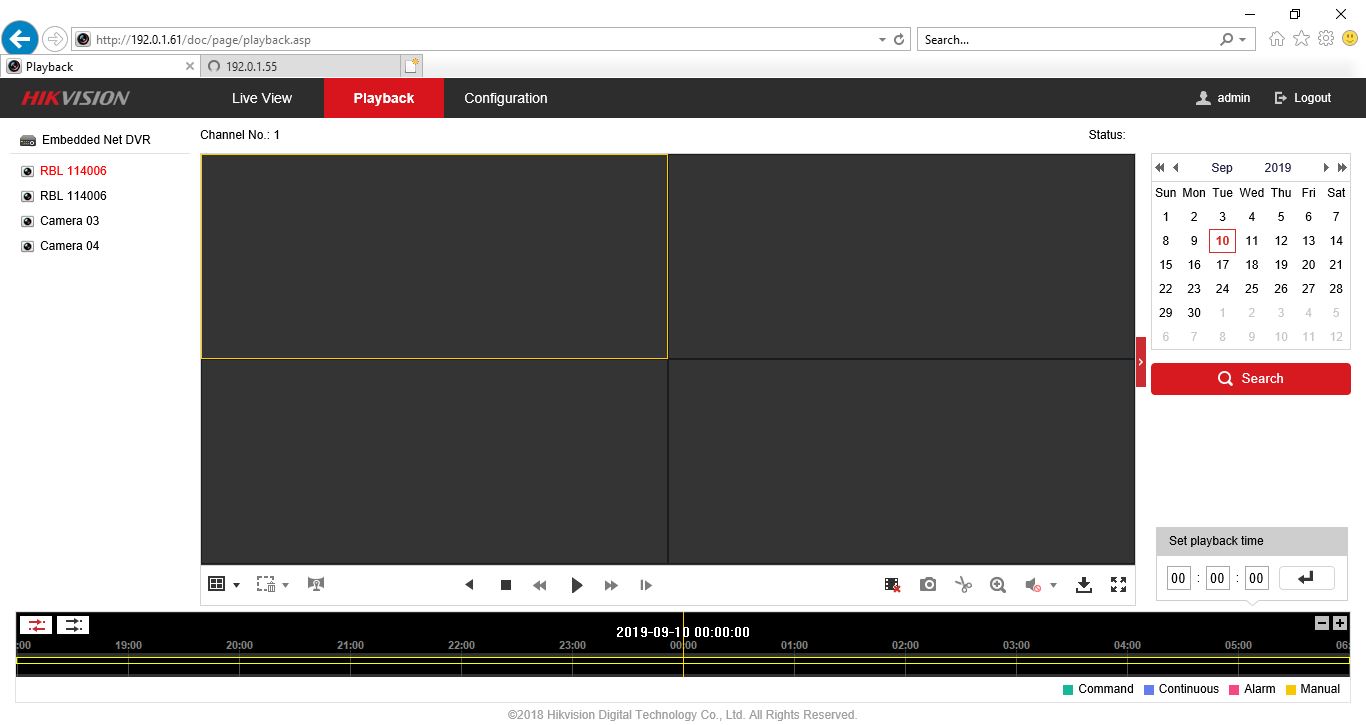 http://192.0.1.61/doc/page/playback.asp
Search...
Playback
192.0.1.55
HIKVISION
Live View
Playback
Configuration
admin
Logout
Embedded Net DVR
Channel No.: 1
Status:
RBL 114006
RBL 114006
Camera 03
Camera 04
Sep 2019
Sun Mon Tue Wed Thu Fri Sat
1 2 3 4 5 6 7
8 9 10 11 12 13 14
15 16 17 18 19 20 21
22 23 24 25 26 27 28
29 30 1 2 3 4 5
6 7 8 9 10 11 12
Search
Set playback time
00 : 00 : 00
2019-09-10 00:00:00
:00 19:00 20:00 21:00 22:00 23:00 00:00 01:00 02:00 03:00 04:00 05:00 06:
Command Continuous Alarm Manual
©2018 Hikvision Digital Technology Co., Ltd. All Rights Reserved.